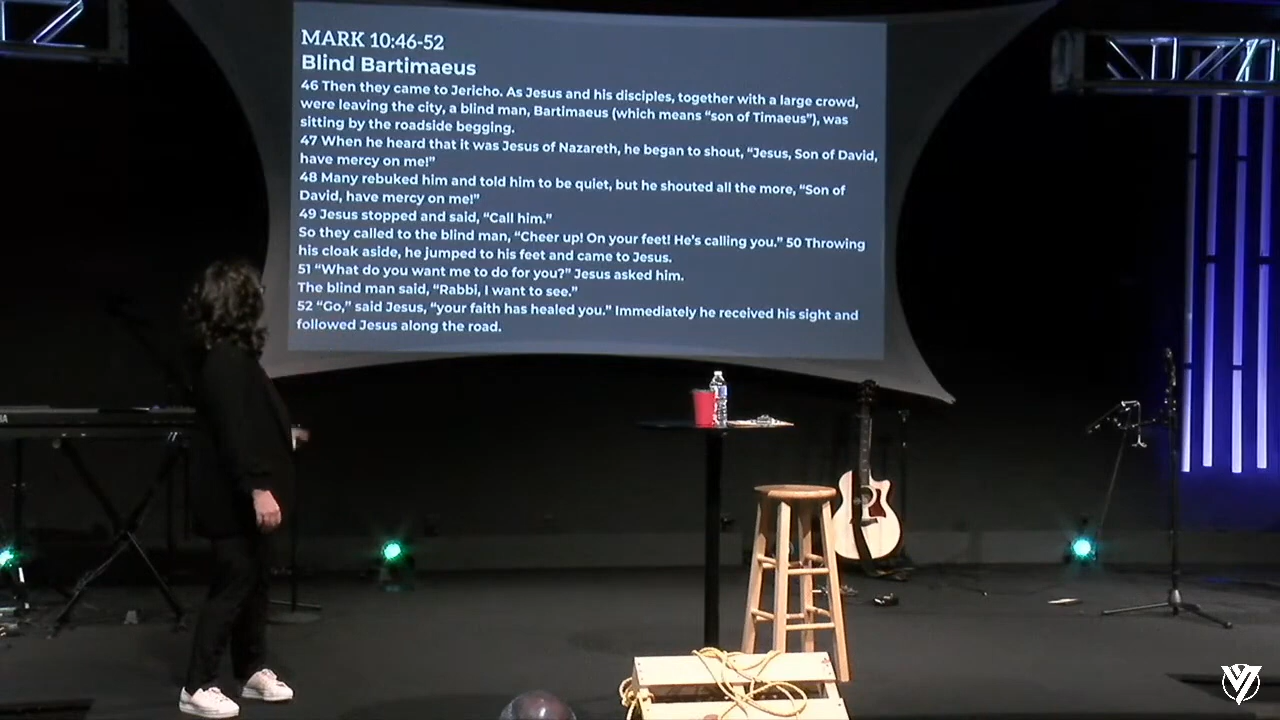 MARK 10:46-52
Blind Bartimaeus
46 Then they came to Jericho. As Jesus and his disciples, together with a large crowd,
were leaving the city, a blind man, Bartimaeus (which means “son of Timaeus”), was
sitting by the roadside begging.
47 When he heard that it was Jesus of Nazareth, he began to shout, “Jesus, Son of David,
have mercy on me!”
48 Many rebuked him and told him to be quiet, but he shouted all the more, “Son of
David, have mercy on me!”
49 Jesus stopped and said, “Call him.”
So they called to the blind man, “Cheer up! On your feet! He’s calling you.” 50 Throwing
his cloak aside, he jumped to his feet and came to Jesus.
51 “What do you want me to do for you?” Jesus asked him.
The blind man said, “Rabbi, I want to see.”
52 “Go,” said Jesus, “your faith has healed you.” Immediately he received his sight and
followed Jesus along the road.